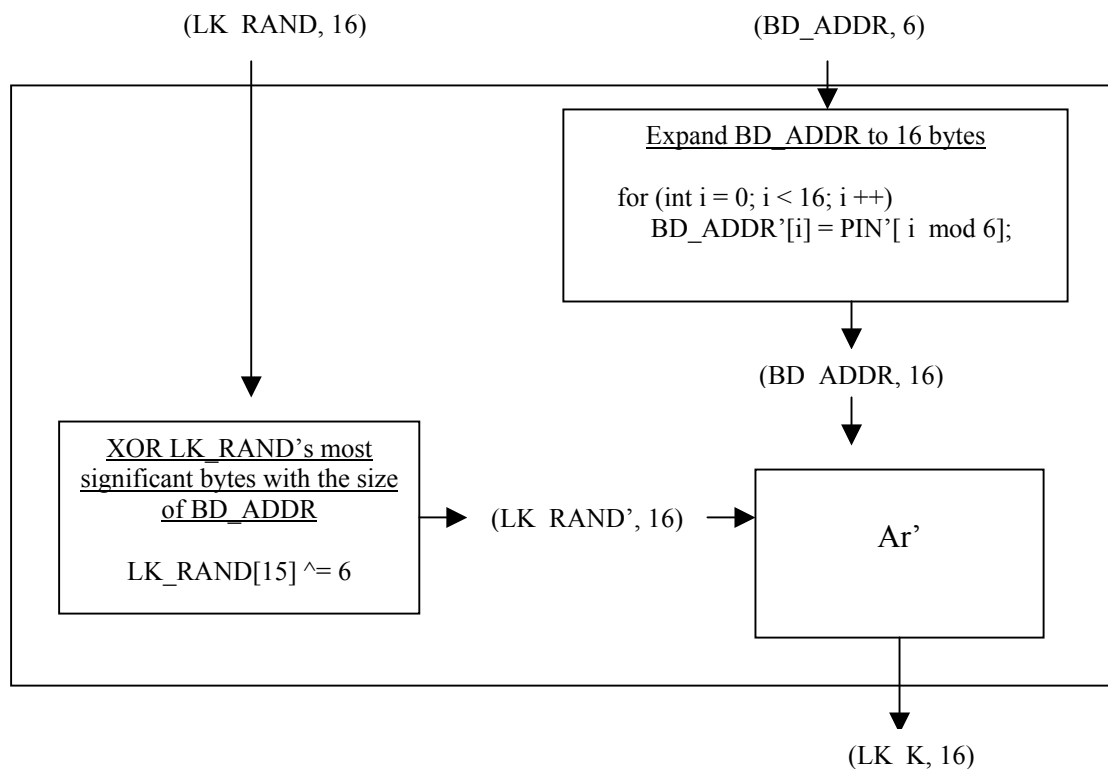 (LK RAND, 16)
(BD_ADDR, 6)
Expand BD_ADDR to 16 bytes
for (int i = 0; i < 16; i ++)
BD_ADDR’[i] = PIN’[ i  mod 6];
(BD ADDR, 16)
XOR LK_RAND’s most
significant bytes with the size
of BD_ADDR
LK_RAND[15] ^= 6
(LK RAND’, 16)
Ar’
(LK K, 16)